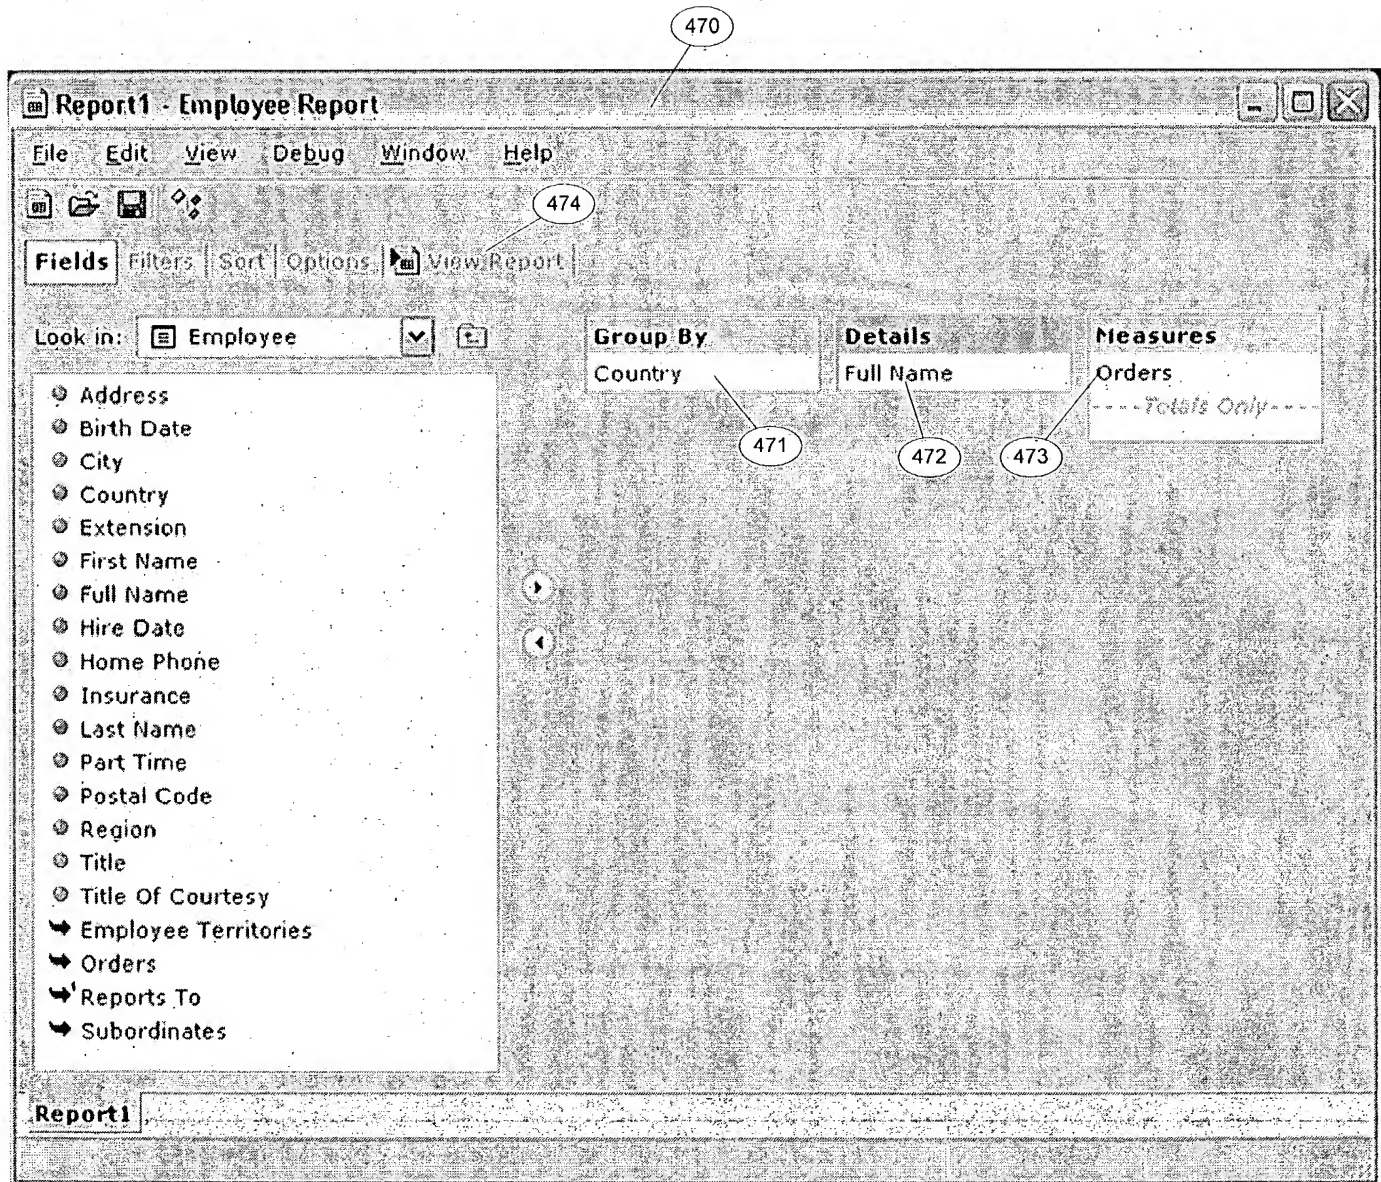 470
Report1 - Employee Report
File Edit View Debug Window Help
474
Fields Filters Sort Options View Report
Look in: Employee
Group By Details Measures
Country Full Name Orders
----Totals Only----
471 472 473
Address
Birth Date
City
Country
Extension
First Name
Full Name
Hire Date
Home Phone
Insurance
Last Name
Part Time
Postal Code
Region
Title
Title Of Courtesy
Employee Territories
Orders
Reports To
Subordinates
Report1